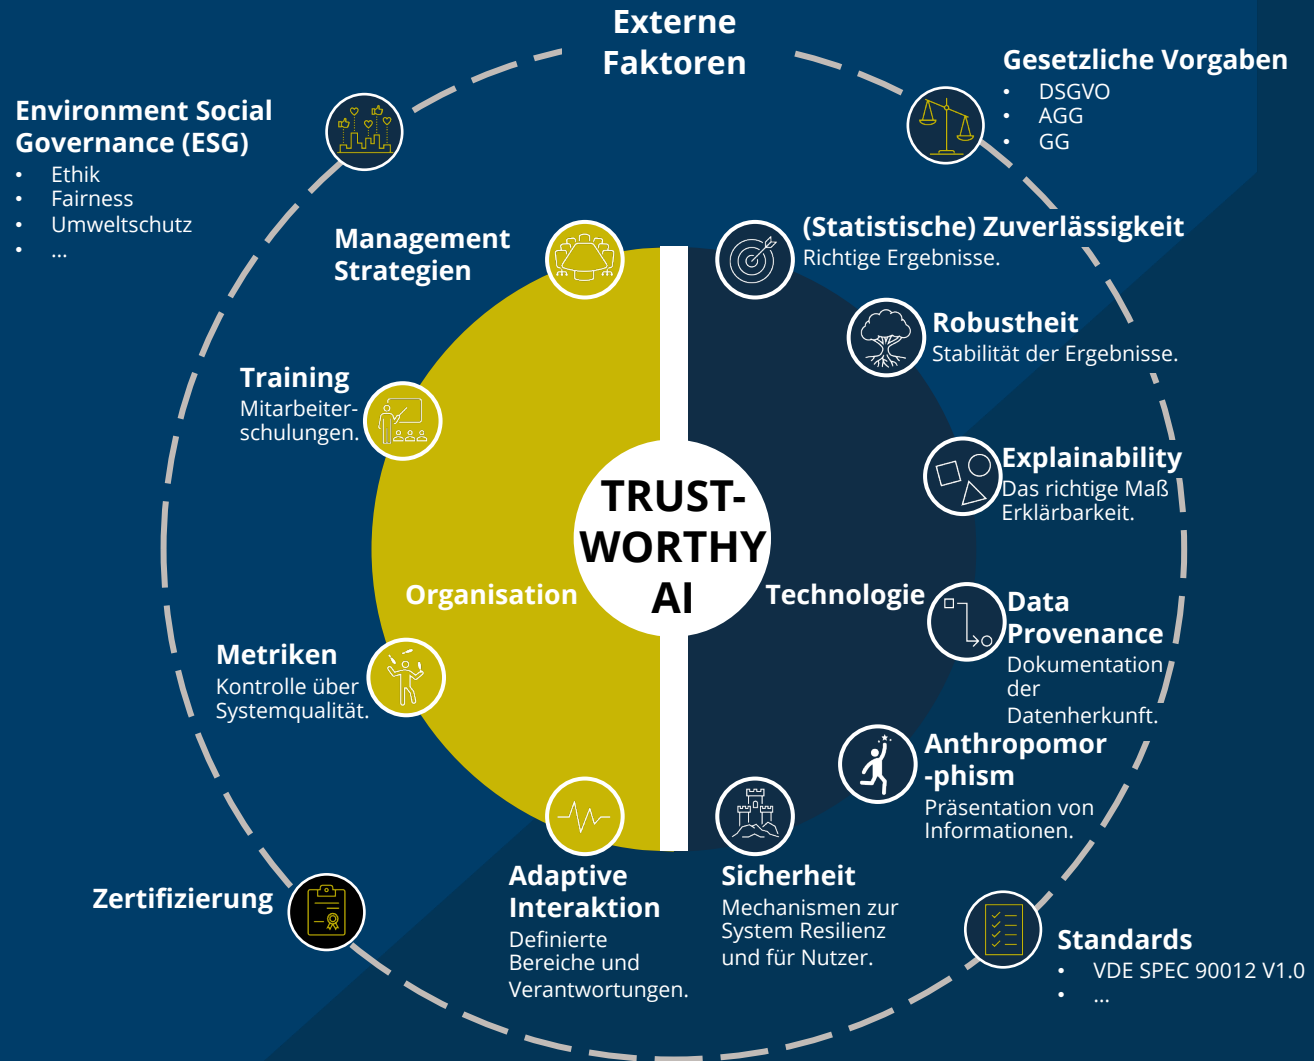 Externe
Faktoren
Gesetzliche Vorgaben
• DSGVO
• AGG
• GG
Environment Social
Governance (ESG)
• Ethik
• Fairness
• Umweltschutz
• ...
Management
Strategien
(Statistische) Zuverlässigkeit
Richtige Ergebnisse.
Robustheit
Stabilität der Ergebnisse.
Training
Mitarbeiter-
schulungen.
Explainability
Das richtige Maß
Erklärbarkeit.
TRUST-
WORTHY
AI
Organisation
Technologie
Data
Provenance
Dokumentation
der
Datenherkunft.
Metriken
Kontrolle über
Systemqualität.
Anthropomor
-phism
Präsentation von
Informationen.
Adaptive
Interaktion
Definierte
Bereiche und
Verantwortungen.
Sicherheit
Mechanismen zur
System Resilienz
und für Nutzer.
Zertifizierung
Standards
• VDE SPEC 90012 V1.0
• ...